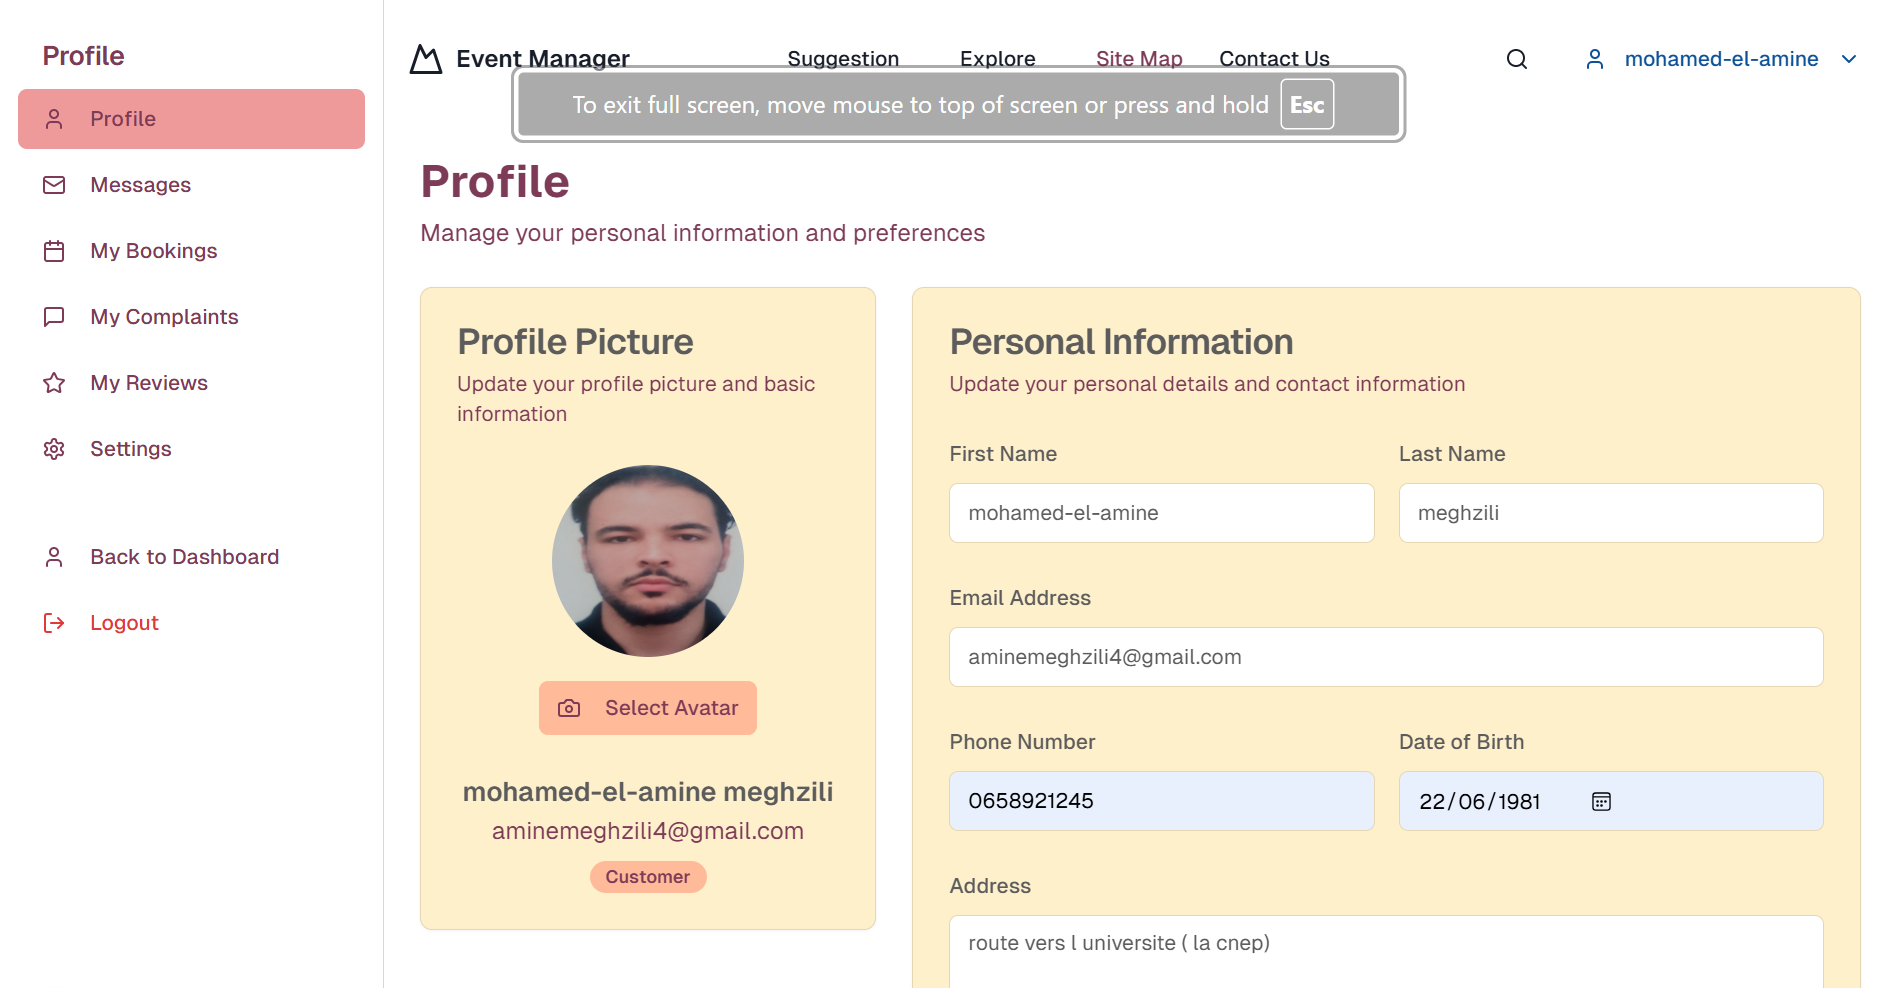 Profile
Profile
Messages
My Bookings
My Complaints
My Reviews
Settings
Back to Dashboard
Logout
Event Manager
Suggestion
Explore
Site Map
Contact Us
mohamed-el-amine
To exit full screen, move mouse to top of screen or press and hold Esc
Profile
Manage your personal information and preferences
Profile Picture
Update your profile picture and basic
information
Select Avatar
mohamed-el-amine meghzili
aminemeghzili4@gmail.com
Customer
Personal Information
Update your personal details and contact information
First Name
mohamed-el-amine
Last Name
meghzili
Email Address
aminemeghzili4@gmail.com
Phone Number
0658921245
Date of Birth
22/06/1981
Address
route vers l universite ( la cnep)